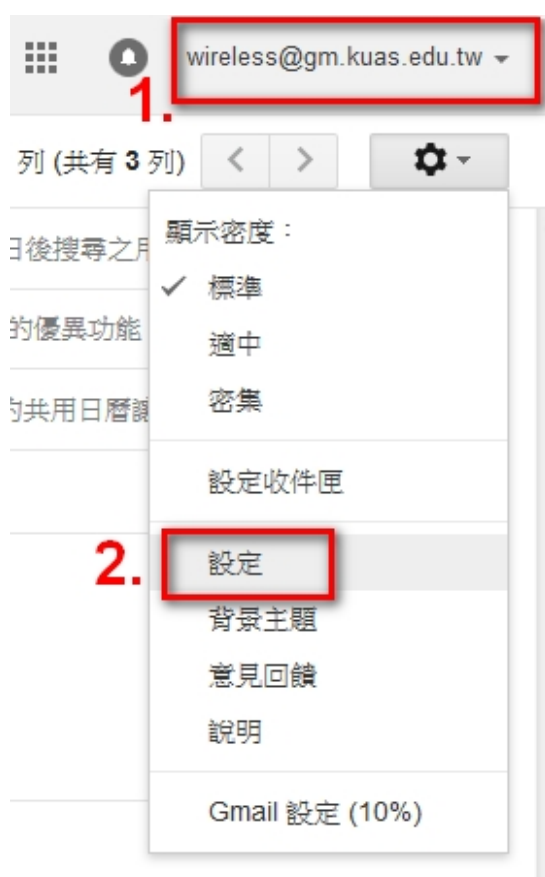 wireless@gm.kuas.edu.tw
1.
列 (共有 3 列)
顯示密度：
日後搜尋之用
標準
的優異功能
適中
的共用日曆讓
密集
設定收件匣
2.
設定
背景主題
意見回饋
說明
Gmail 設定 (10%)